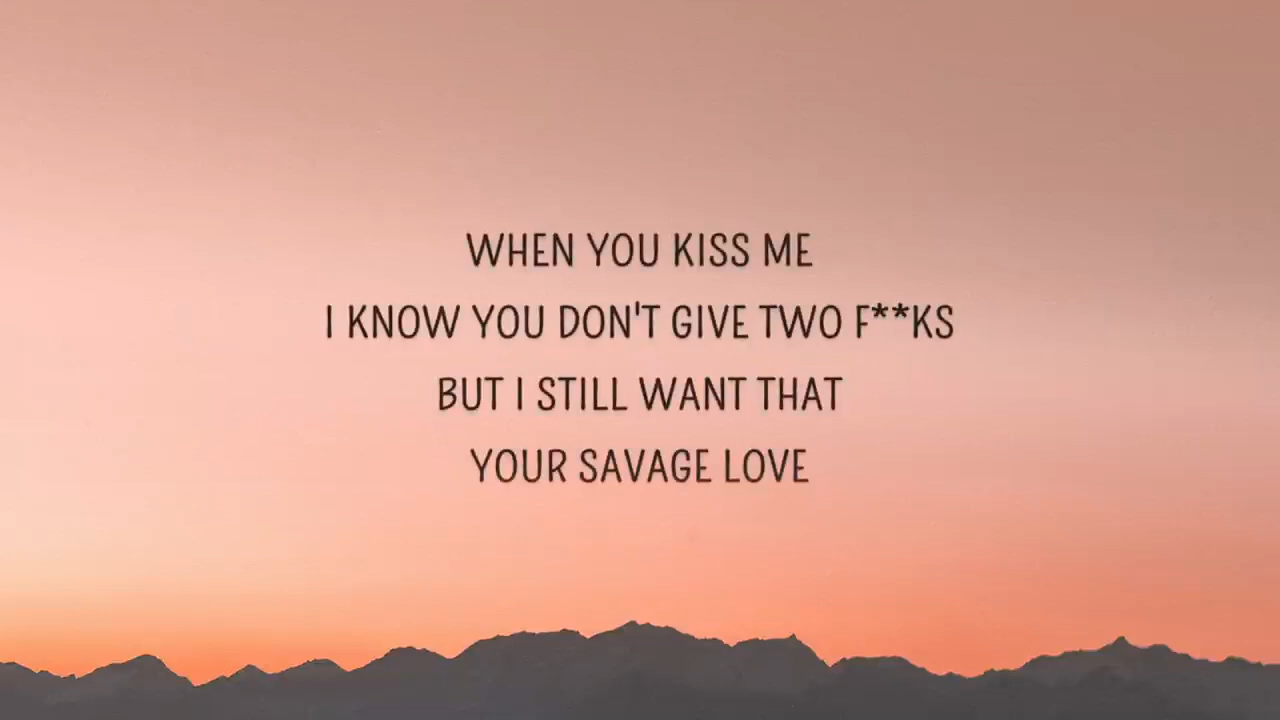 WHEN YOU KISS ME
I KNOW YOU DON'T GIVE TWO F**KS
BUT I STILL WANT THAT
YOUR SAVAGE LOVE